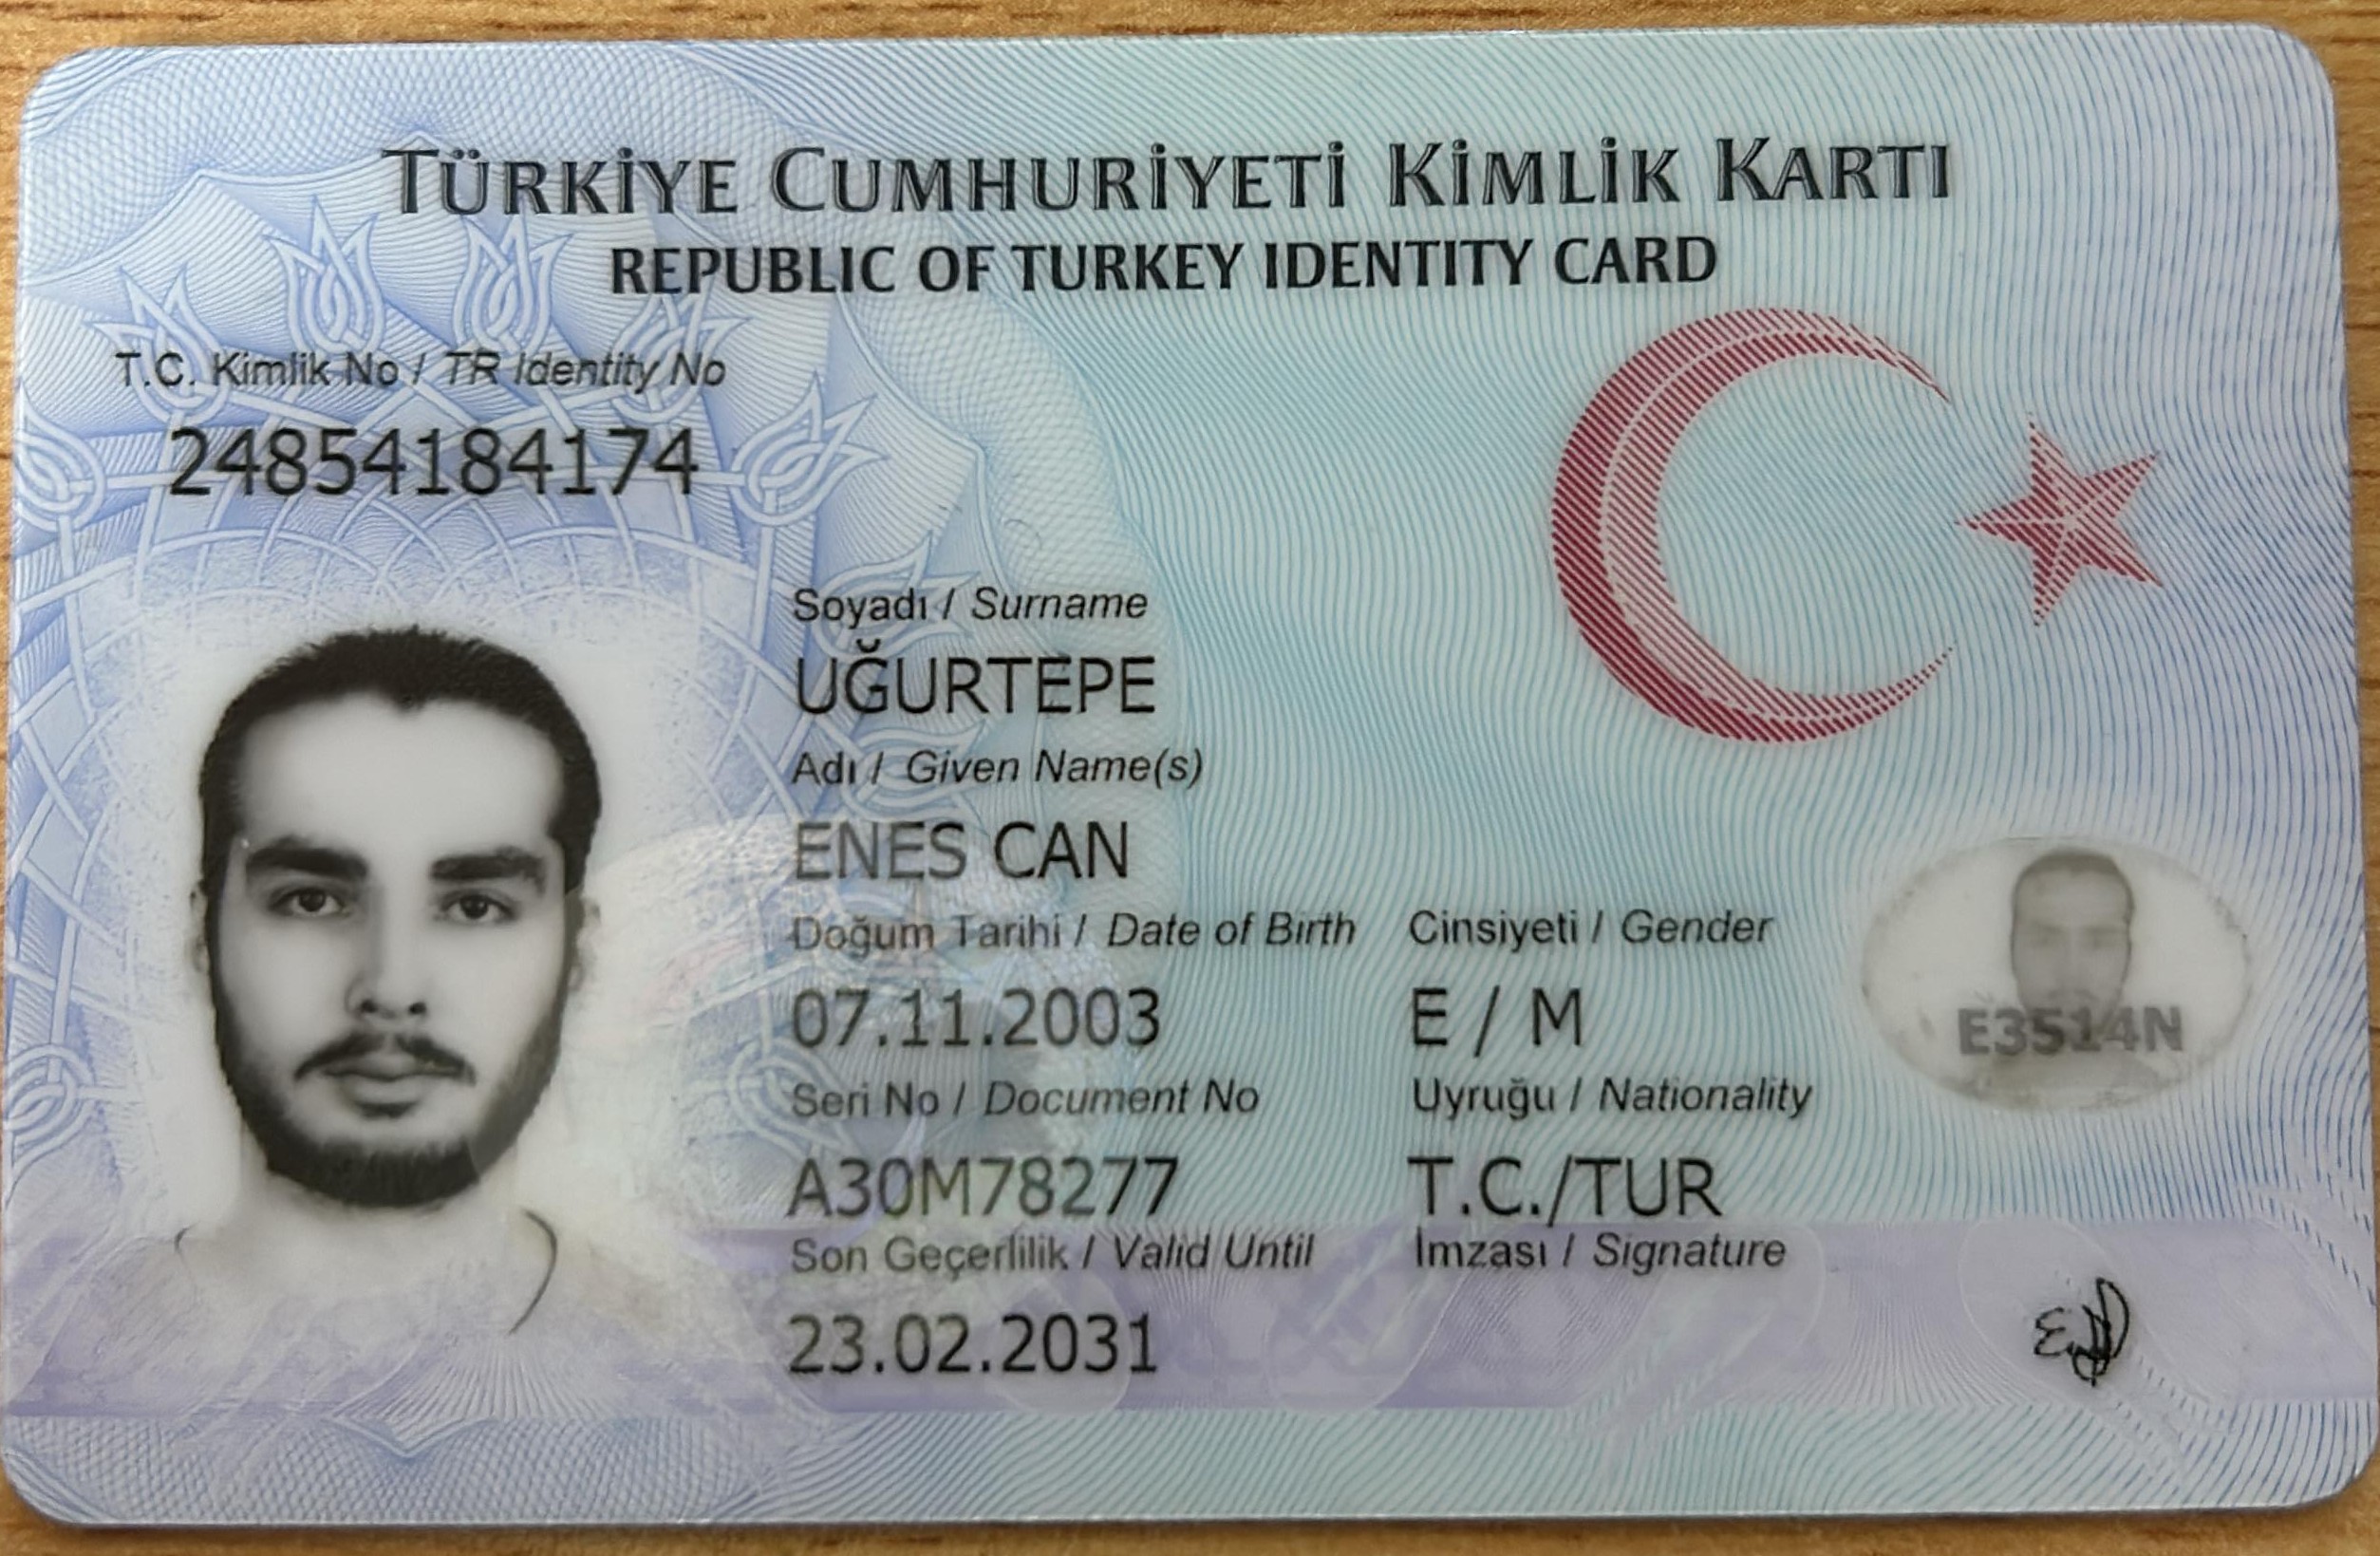 TÜRKİYE CUMHURİYETİ KİMLİK KARTI
REPUBLIC OF TURKEY IDENTITY CARD
T.C. Kimlik No / TR Identity No
24854184174
Soyadı / Surname
UĞURTEPE
Adı / Given Name(s)
ENES CAN
Doğum Tarihi / Date of Birth Cinsiyeti / Gender
07.11.2003 E / M
E3514N
Seri No / Document No Uyruğu / Nationality
A30M78277 T.C./TUR
Son Geçerlilik / Valid Until İmzası / Signature
23.02.2031